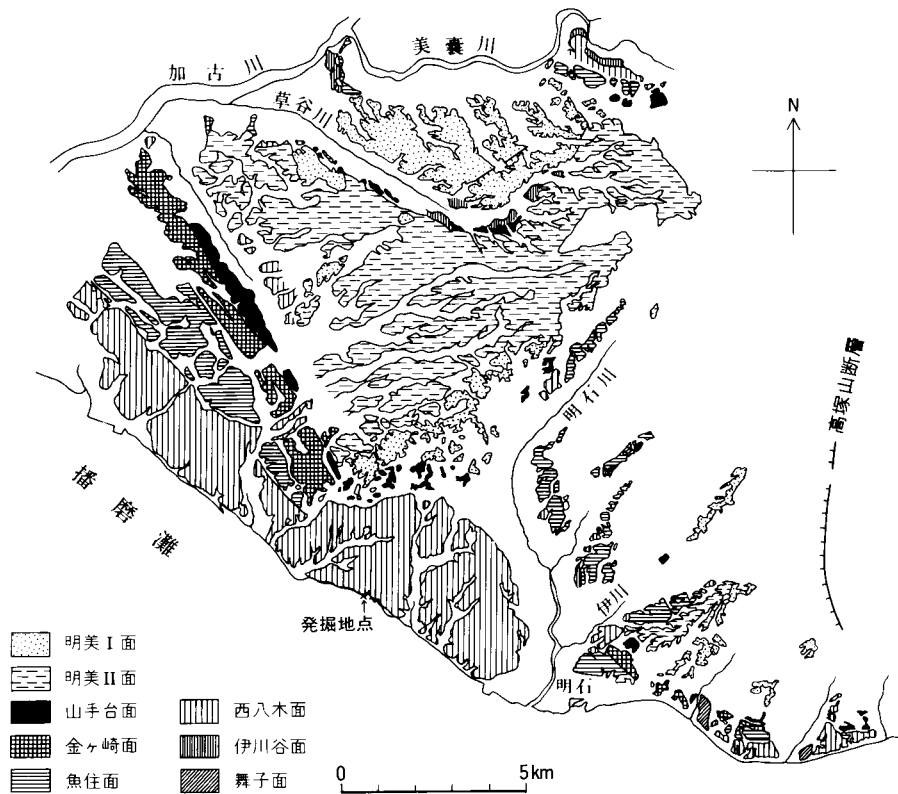 美嚢川
加古川
草谷川
N
高塚山断層
明石川
播磨灘
発掘地点
伊川
明石
明美I面
明美II面
山手台面
金ヶ崎面
魚住面
西八木面
伊川谷面
舞子面
0 5km